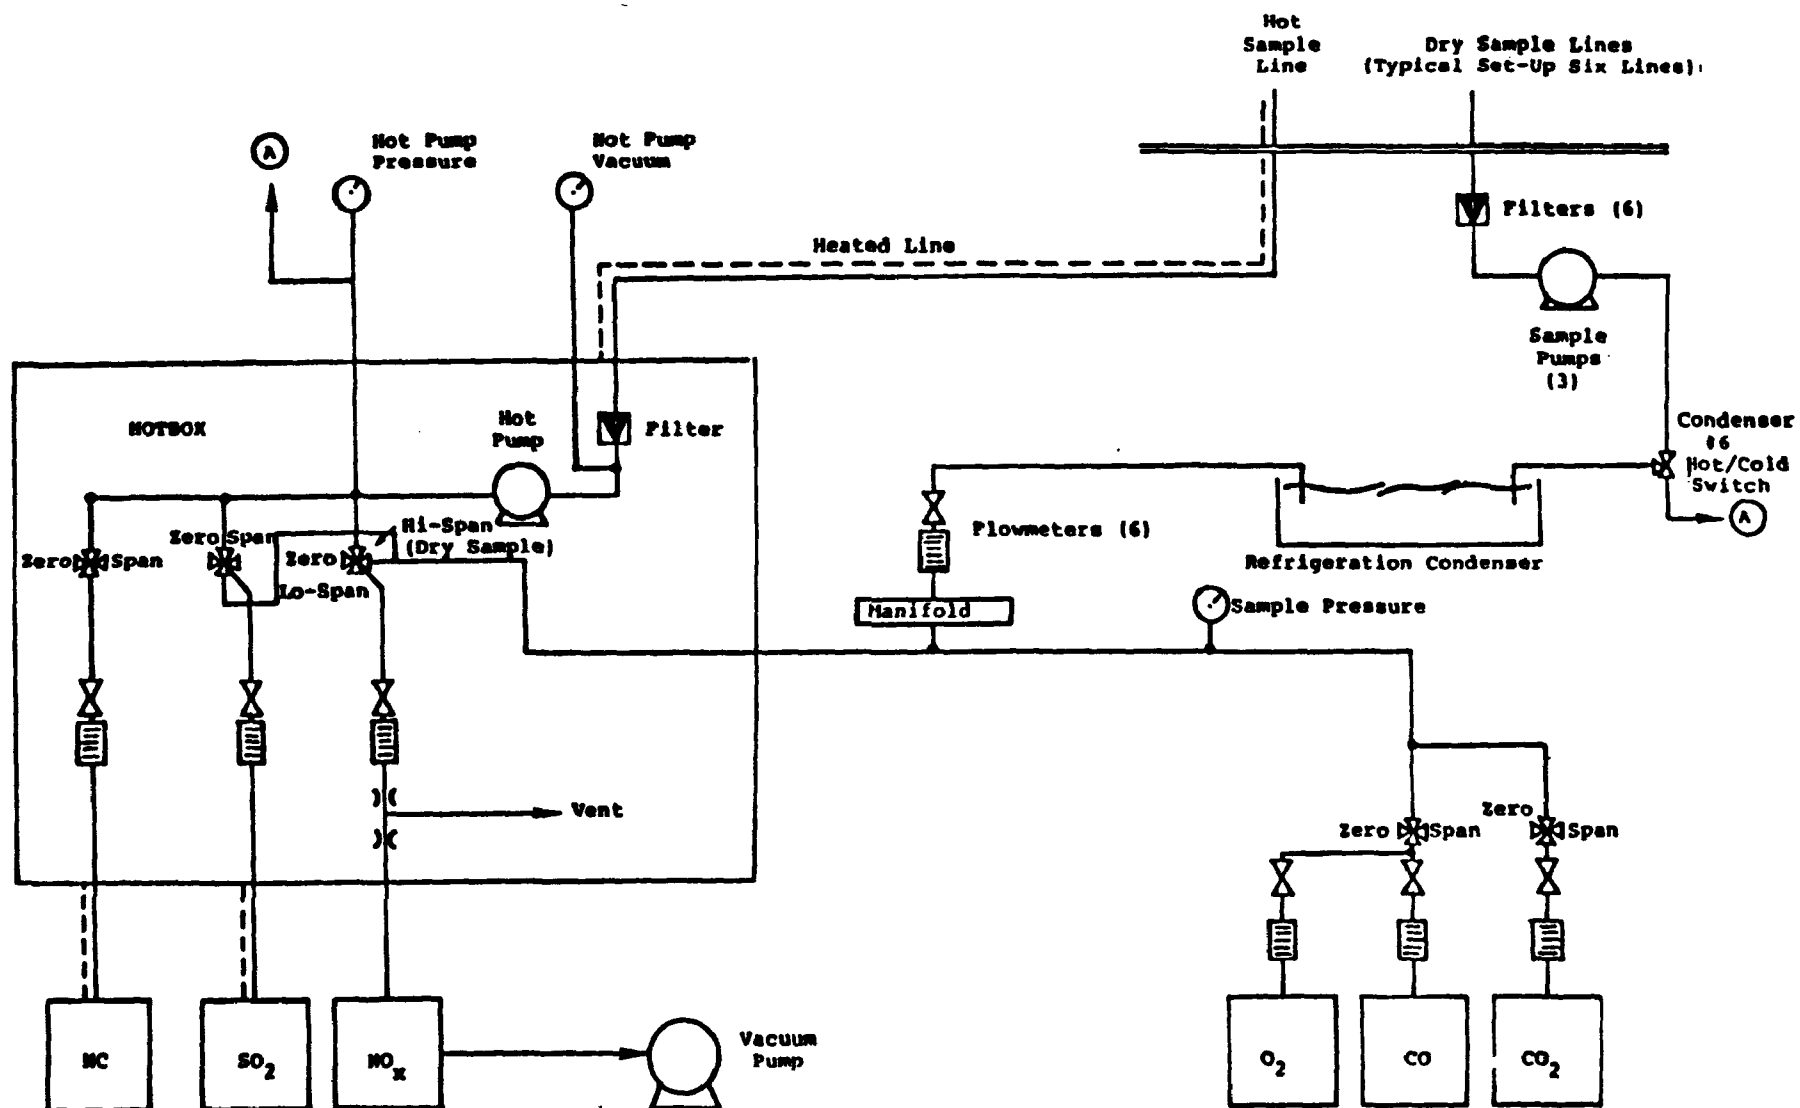 Hot
Sample
Line
Dry Sample Lines
(Typical Set-Up Six Lines)
A
Hot Pump
Pressure
Hot Pump
Vacuum
Filters (6)
Heated Line
Sample
Pumps
(3)
HOTBOX
Hot
Pump
Filter
Condenser
#6
Hot/Cold
Switch
A
Flowmeters (6)
Refrigeration Condenser
Zero Span
Zero Span
Zero
Hi-Span
(Dry Sample)
Lo-Span
Manifold
Sample Pressure
Vent
Zero Span
Zero
Span
HC
SO2
NOx
Vacuum
Pump
O2
CO
CO2